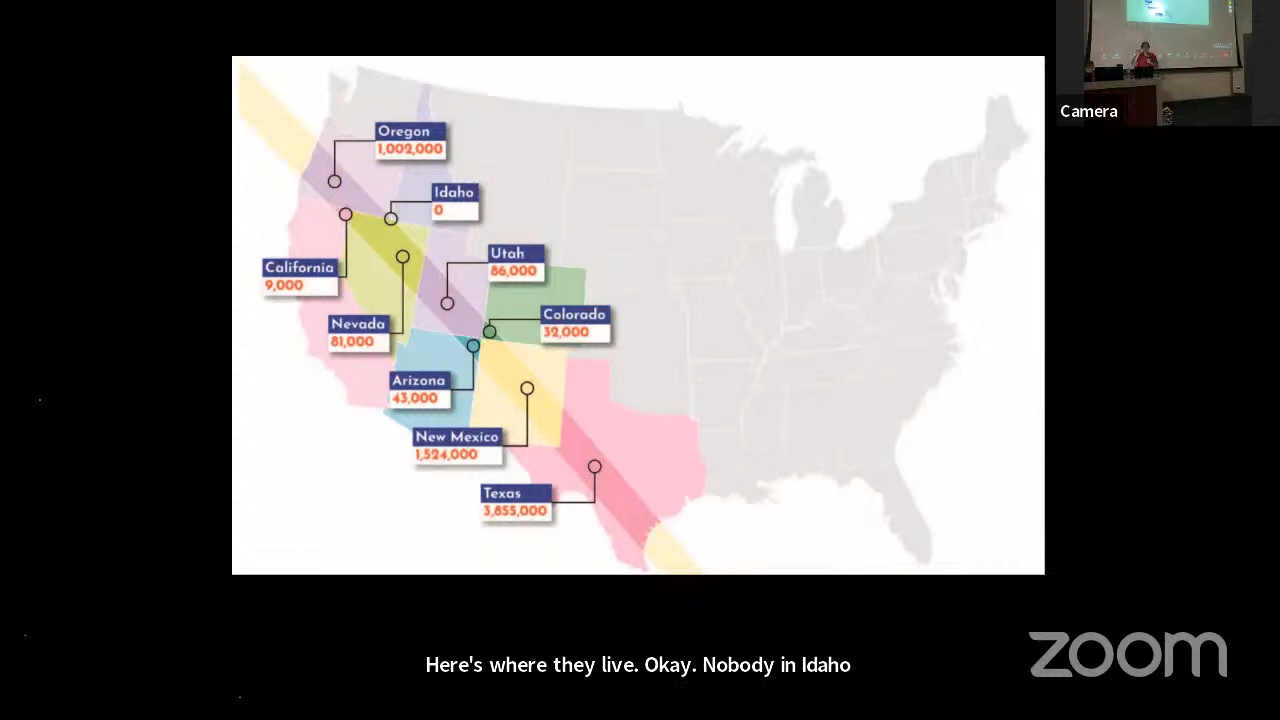 Camera
Oregon
1,002,000
Idaho
0
Utah
86,000
California
9,000
Colorado
32,000
Nevada
81,000
Arizona
43,000
New Mexico
1,524,000
Texas
3,855,000
Here's where they live. Okay. Nobody in Idaho
zoom